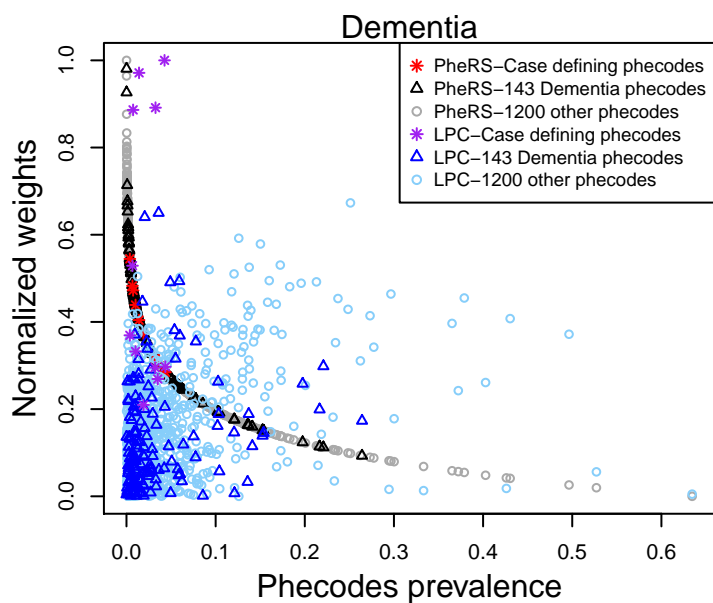 Dementia
PheRS−Case defining phecodes
PheRS−143 Dementia phecodes
PheRS−1200 other phecodes
LPC−Case defining phecodes
LPC−143 Dementia phecodes
LPC−1200 other phecodes
Normalized weights
1.0
0.8
0.6
0.4
0.2
0.0
0.0 0.1 0.2 0.3 0.4 0.5 0.6
Phecodes prevalence